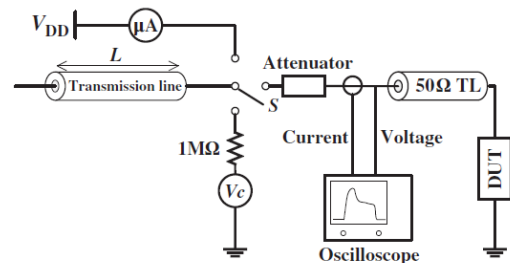 VDD
μA
L
Transmission line
S
Attenuator
50Ω TL
Current
Voltage
1MΩ
Vc
DUT
Oscilloscope